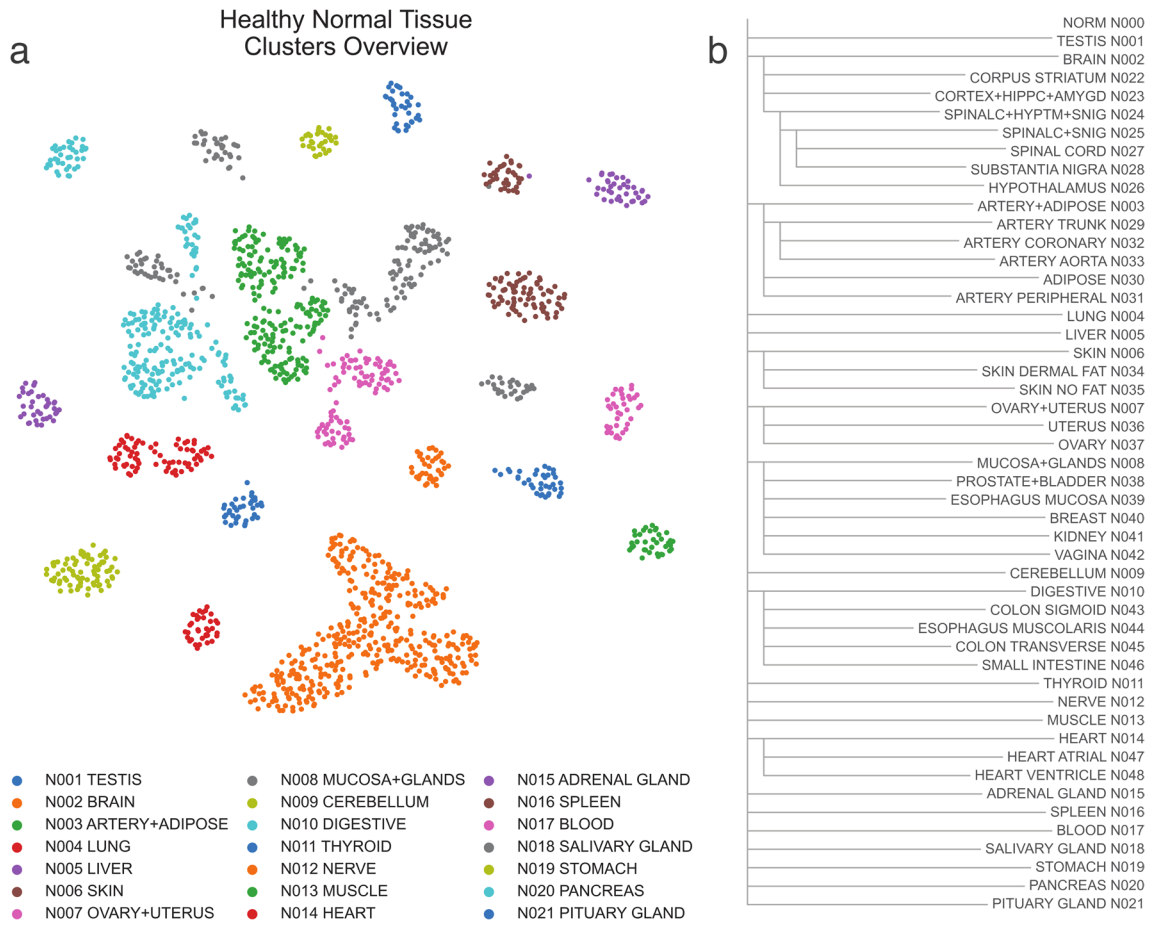 Healthy Normal Tissue
Clusters Overview
a
N001 TESTIS
N002 BRAIN
N003 ARTERY+ADIPOSE
N004 LUNG
N005 LIVER
N006 SKIN
N007 OVARY+UTERUS
N008 MUCOSA+GLANDS
N009 CEREBELLUM
N010 DIGESTIVE
N011 THYROID
N012 NERVE
N013 MUSCLE
N014 HEART
N015 ADRENAL GLAND
N016 SPLEEN
N017 BLOOD
N018 SALIVARY GLAND
N019 STOMACH
N020 PANCREAS
N021 PITUARY GLAND
b
NORM N000
TESTIS N001
BRAIN N002
CORPUS STRIATUM N022
CORTEX+HIPPC+AMYGD N023
SPINALC+HYPTM+SNIG N024
SPINALC+SNIG N025
SPINAL CORD N027
SUBSTANTIA NIGRA N028
HYPOTHALAMUS N026
ARTERY+ADIPOSE N003
ARTERY TRUNK N029
ARTERY CORONARY N032
ARTERY AORTA N033
ADIPOSE N030
ARTERY PERIPHERAL N031
LUNG N004
LIVER N005
SKIN N006
SKIN DERMAL FAT N034
SKIN NO FAT N035
OVARY+UTERUS N007
UTERUS N036
OVARY N037
MUCOSA+GLANDS N008
PROSTATE+BLADDER N038
ESOPHAGUS MUCOSA N039
BREAST N040
KIDNEY N041
VAGINA N042
CEREBELLUM N009
DIGESTIVE N010
COLON SIGMOID N043
ESOPHAGUS MUSCOLARIS N044
COLON TRANSVERSE N045
SMALL INTESTINE N046
THYROID N011
NERVE N012
MUSCLE N013
HEART N014
HEART ATRIAL N047
HEART VENTRICLE N048
ADRENAL GLAND N015
SPLEEN N016
BLOOD N017
SALIVARY GLAND N018
STOMACH N019
PANCREAS N020
PITUARY GLAND N021